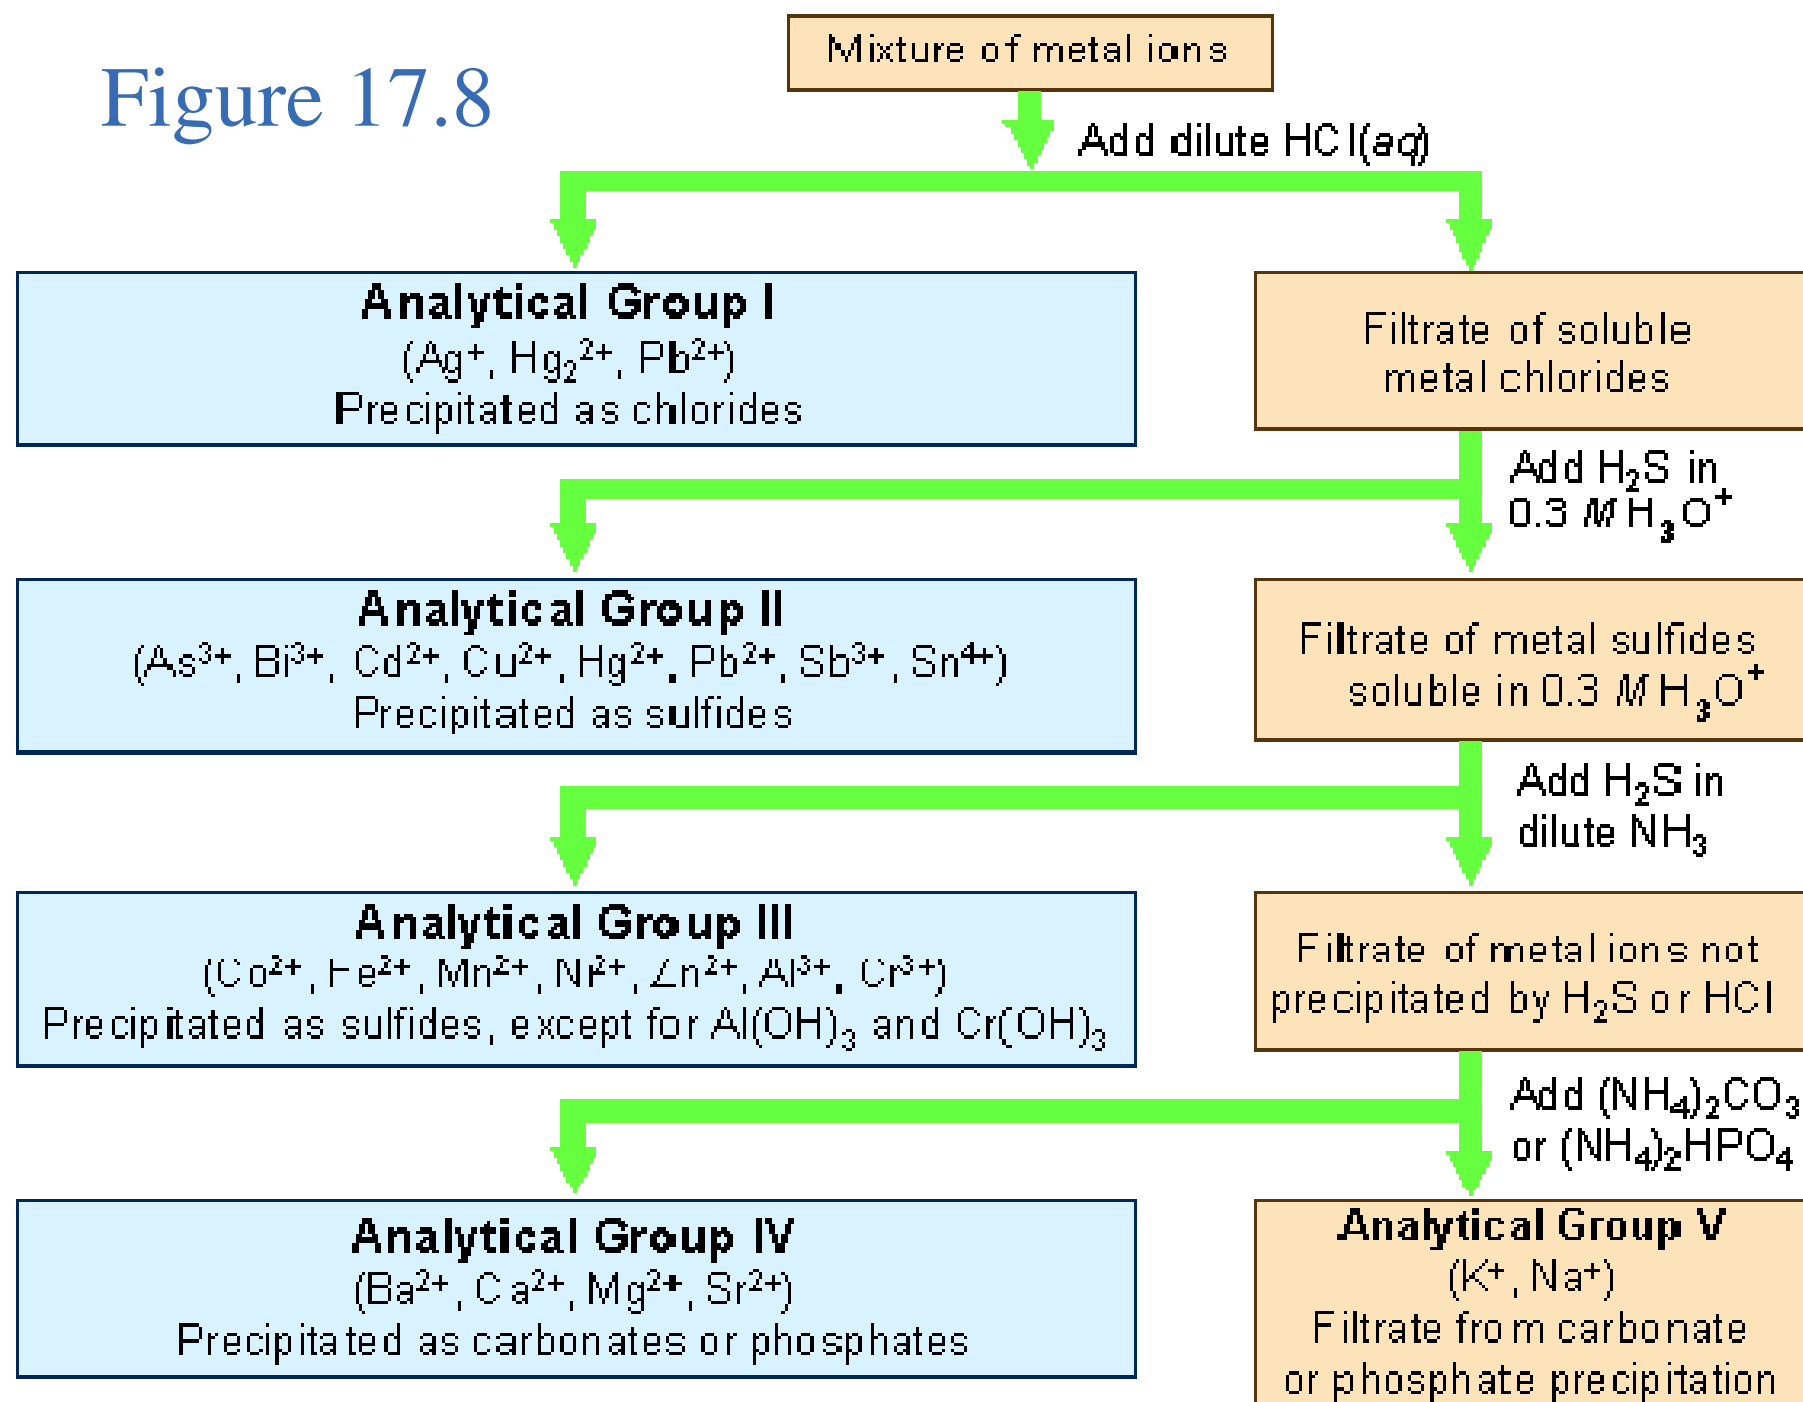 Figure 17.8
Mixture of metal ions
Add dilute HCl(aq)
Analytical Group I
(Ag⁺, Hg₂²⁺, Pb²⁺)
Precipitated as chlorides
Filtrate of soluble
metal chlorides
Add H₂S in
0.3 M H₃O⁺
Analytical Group II
(As³⁺, Bi³⁺, Cd²⁺, Cu²⁺, Hg²⁺, Pb²⁺, Sb³⁺, Sn⁴⁺)
Precipitated as sulfides
Filtrate of metal sulfides
soluble in 0.3 M H₃O⁺
Add H₂S in
dilute NH₃
Analytical Group III
(Co²⁺, Fe²⁺, Mn²⁺, Ni²⁺, Zn²⁺, Al³⁺, Cr³⁺)
Precipitated as sulfides, except for Al(OH)₃ and Cr(OH)₃
Filtrate of metal ions not
precipitated by H₂S or HCl
Add (NH₄)₂CO₃
or (NH₄)₂HPO₄
Analytical Group IV
(Ba²⁺, Ca²⁺, Mg²⁺, Sr²⁺)
Precipitated as carbonates or phosphates
Analytical Group V
(K⁺, Na⁺)
Filtrate from carbonate
or phosphate precipitation